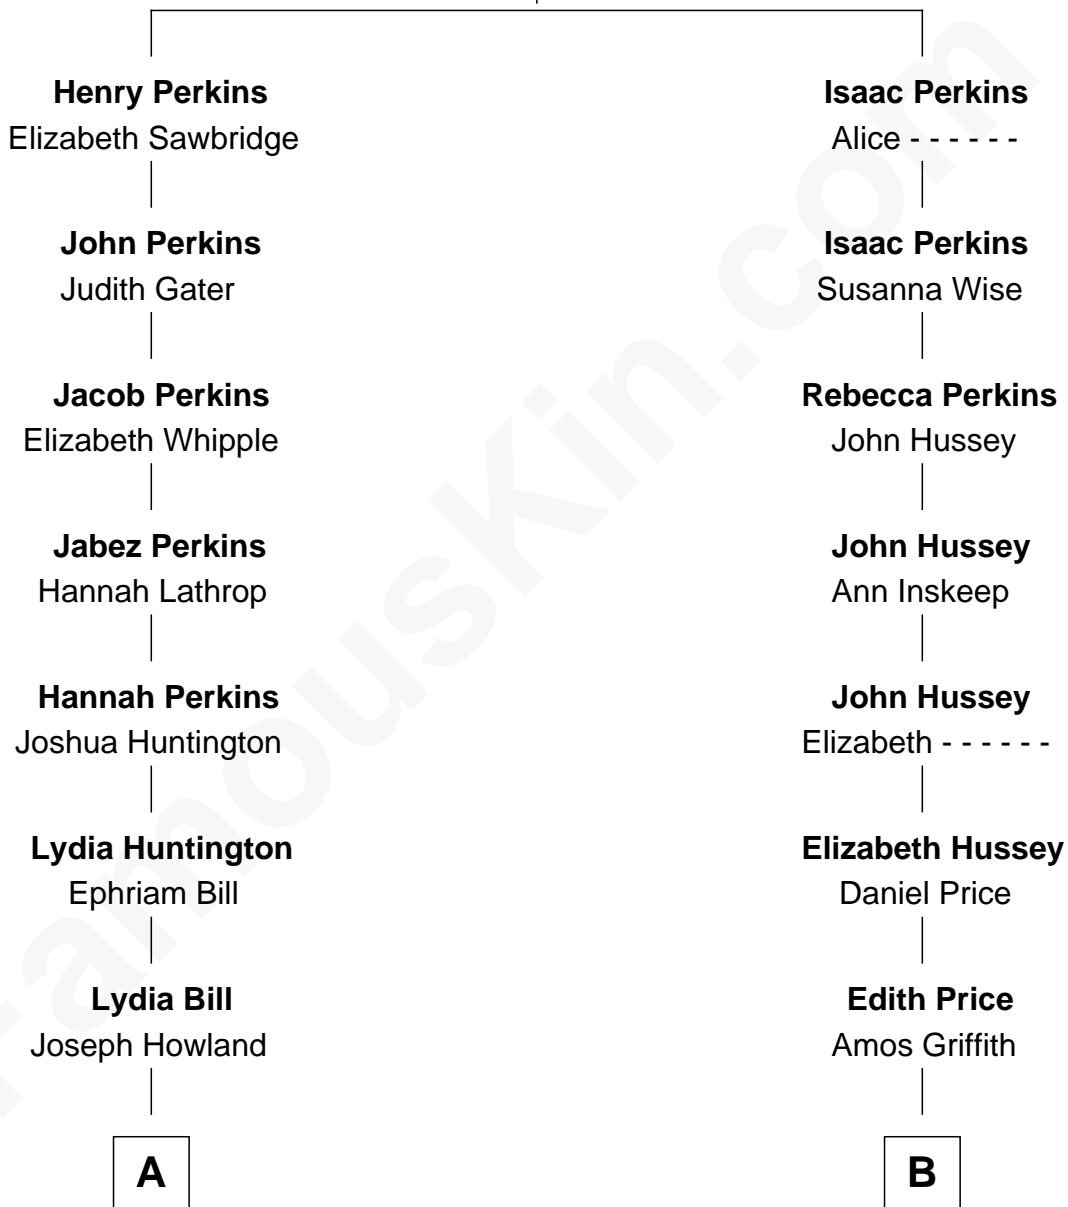 Henry Perkins
Elizabeth Sawbridge
John Perkins
Judith Gater
Jacob Perkins
Elizabeth Whipple
Jabez Perkins
Hannah Lathrop
Hannah Perkins
Joshua Huntington
Lydia Huntington
Ephriam Bill
Lydia Bill
Joseph Howland
A
Isaac Perkins
Alice - - - - - -
Isaac Perkins
Susanna Wise
Rebecca Perkins
John Hussey
John Hussey
Ann Inskeep
John Hussey
Elizabeth - - - - - -
Elizabeth Hussey
Daniel Price
Edith Price
Amos Griffith
B
FamousKin.com